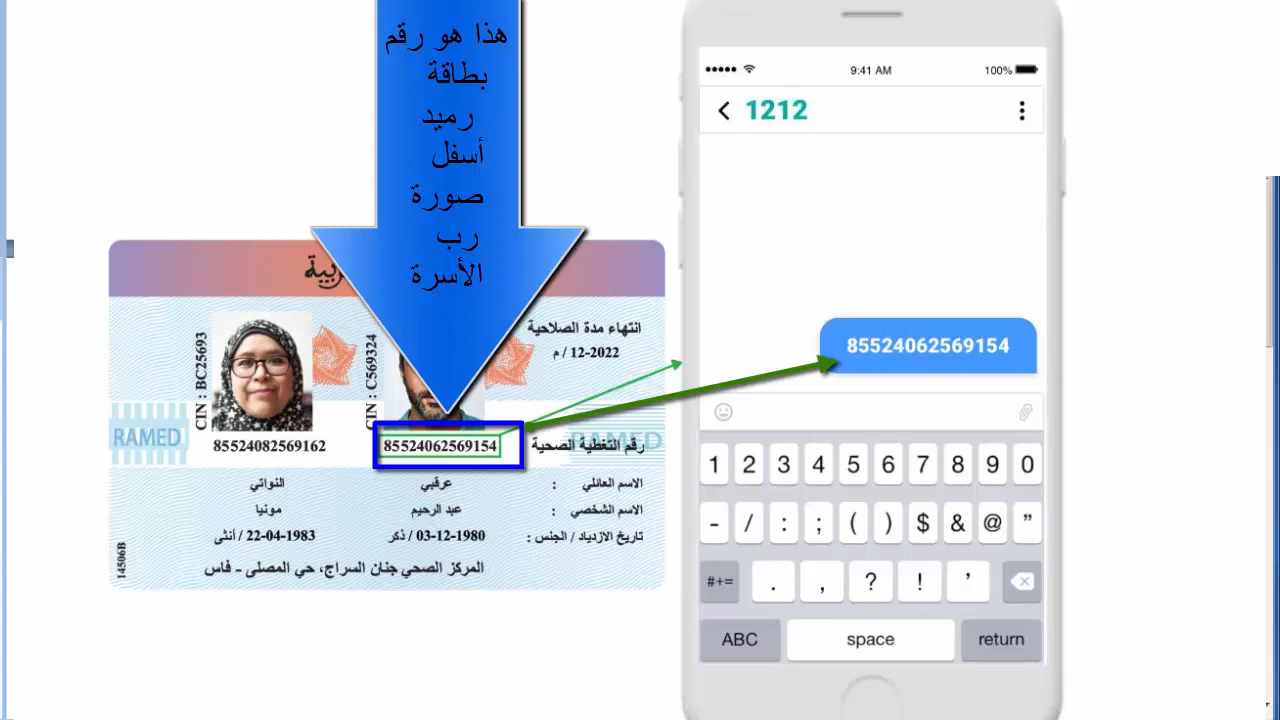 هذا هو رقم
بطاقة
رميد
أسفل
صورة
رب
الأسرة
انتهاء مدة الصلاحية
12-2022 / م
CIN : BC25693
CIN : C569324
RAMED
85524082569162
85524062569154
رقم التغطية الصحية
RAMED
الاسم العائلي : عرقبي النواتي
الاسم الشخصي : عبد الرحيم مونيا
تاريخ الازدياد / الجنس : 03-12-1980 / ذكر 22-04-1983 / أنثى
المركز الصحي جنان السراج، حي المصلى - فاس
14506B
9:41 AM
100%
1212
85524062569154
1 2 3 4 5 6 7 8 9 0
- / : ; ( ) $ & @ "
#+= . , ? ! '
ABC space return